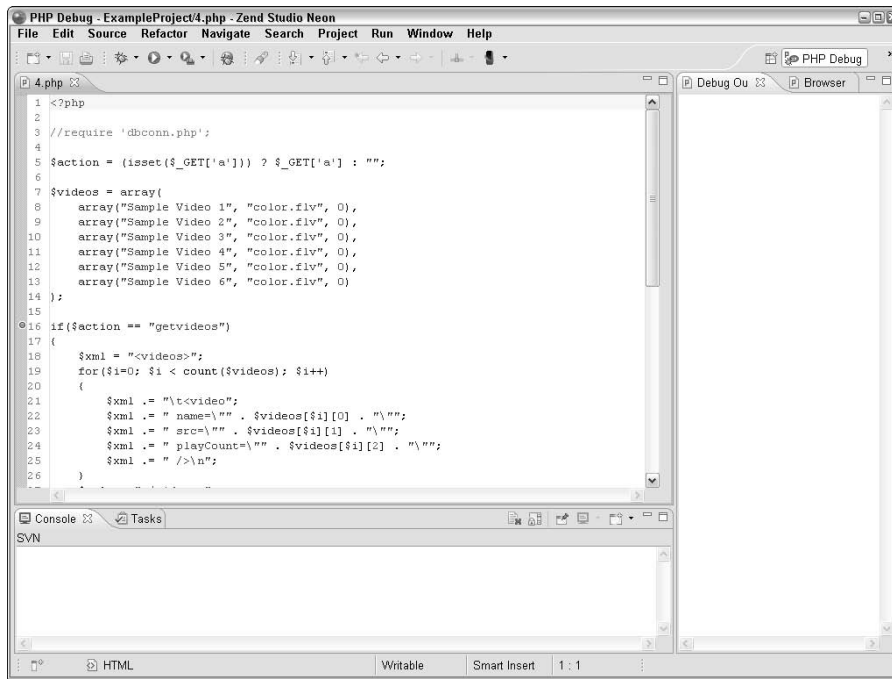 PHP Debug - ExampleProject/4.php - Zend Studio Neon
File Edit Source Refactor Navigate Search Project Run Window Help
PHP Debug
4.php
Debug Ou
Browser
1 <?php
2
3 //require 'dbconn.php';
4
5 $action = (isset($_GET['a'])) ? $_GET['a'] : "";
6
7 $videos = array(
8 array("Sample Video 1", "color.flv", 0),
9 array("Sample Video 2", "color.flv", 0),
10 array("Sample Video 3", "color.flv", 0),
11 array("Sample Video 4", "color.flv", 0),
12 array("Sample Video 5", "color.flv", 0),
13 array("Sample Video 6", "color.flv", 0)
14 );
15
16 if($action == "getvideos")
17 {
18 $xml = "<videos>";
19 for($i=0; $i < count($videos); $i++)
20 {
21 $xml .= "\t<video";
22 $xml .= " name=\"" . $videos[$i][0] . "\"";
23 $xml .= " src=\"" . $videos[$i][1] . "\"";
24 $xml .= " playCount=\"" . $videos[$i][2] . "\"";
25 $xml .= " />\n";
26 }
Console
Tasks
SVN
HTML
Writable
Smart Insert
1 : 1